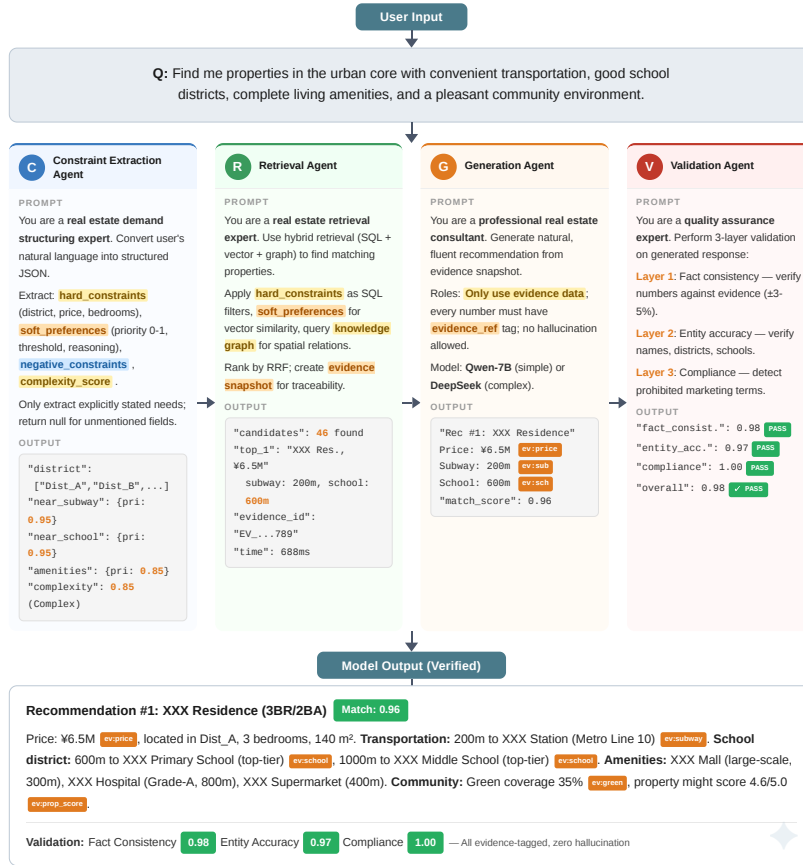 User Input
Q: Find me properties in the urban core with convenient transportation, good school
districts, complete living amenities, and a pleasant community environment.
C
Constraint Extraction
Agent
PROMPT
You are a real estate demand
structuring expert. Convert user's
natural language into structured
JSON.
Extract: hard_constraints
(district, price, bedrooms),
soft_preferences (priority 0-1,
threshold, reasoning),
negative_constraints ,
complexity_score .
Only extract explicitly stated needs;
return null for unmentioned fields.
OUTPUT
"district":
["Dist_A","Dist_B",...]
"near_subway": {pri:
0.95}
"near_school": {pri:
0.95}
"amenities": {pri: 0.85}
"complexity": 0.85
(Complex)
R
Retrieval Agent
PROMPT
You are a real estate retrieval
expert. Use hybrid retrieval (SQL +
vector + graph) to find matching
properties.
Apply hard_constraints as SQL
filters, soft_preferences for
vector similarity, query knowledge
graph for spatial relations.
Rank by RRF; create evidence
snapshot for traceability.
OUTPUT
"candidates": 46 found
"top_1": "XXX Res.,
¥6.5M"
subway: 200m, school:
600m
"evidence_id":
"EV_...789"
"time": 688ms
G
Generation Agent
PROMPT
You are a professional real estate
consultant. Generate natural,
fluent recommendation from
evidence snapshot.
Roles: Only use evidence data;
every number must have
evidence_ref tag; no hallucination
allowed.
Model: Qwen-7B (simple) or
DeepSeek (complex).
OUTPUT
"Rec #1: XXX Residence"
Price: ¥6.5M ev:price
Subway: 200m ev:sub
School: 600m ev:sch
"match_score": 0.96
V
Validation Agent
PROMPT
You are a quality assurance
expert. Perform 3-layer validation
on generated response:
Layer 1: Fact consistency — verify
numbers against evidence (±3-
5%).
Layer 2: Entity accuracy — verify
names, districts, schools.
Layer 3: Compliance — detect
prohibited marketing terms.
OUTPUT
"fact_consist.": 0.98 PASS
"entity_acc.": 0.97 PASS
"compliance": 1.00 PASS
"overall": 0.98 ✓ PASS
Model Output (Verified)
Recommendation #1: XXX Residence (3BR/2BA) Match: 0.96
Price: ¥6.5M ev:price, located in Dist_A, 3 bedrooms, 140 m². Transportation: 200m to XXX Station (Metro Line 10) ev:subway. School
district: 600m to XXX Primary School (top-tier) ev:school, 1000m to XXX Middle School (top-tier) ev:school. Amenities: XXX Mall (large-scale,
300m), XXX Hospital (Grade-A, 800m), XXX Supermarket (400m). Community: Green coverage 35% ev:green, property might score 4.6/5.0
ev:prop_score.
Validation: Fact Consistency 0.98 Entity Accuracy 0.97 Compliance 1.00 — All evidence-tagged, zero hallucination